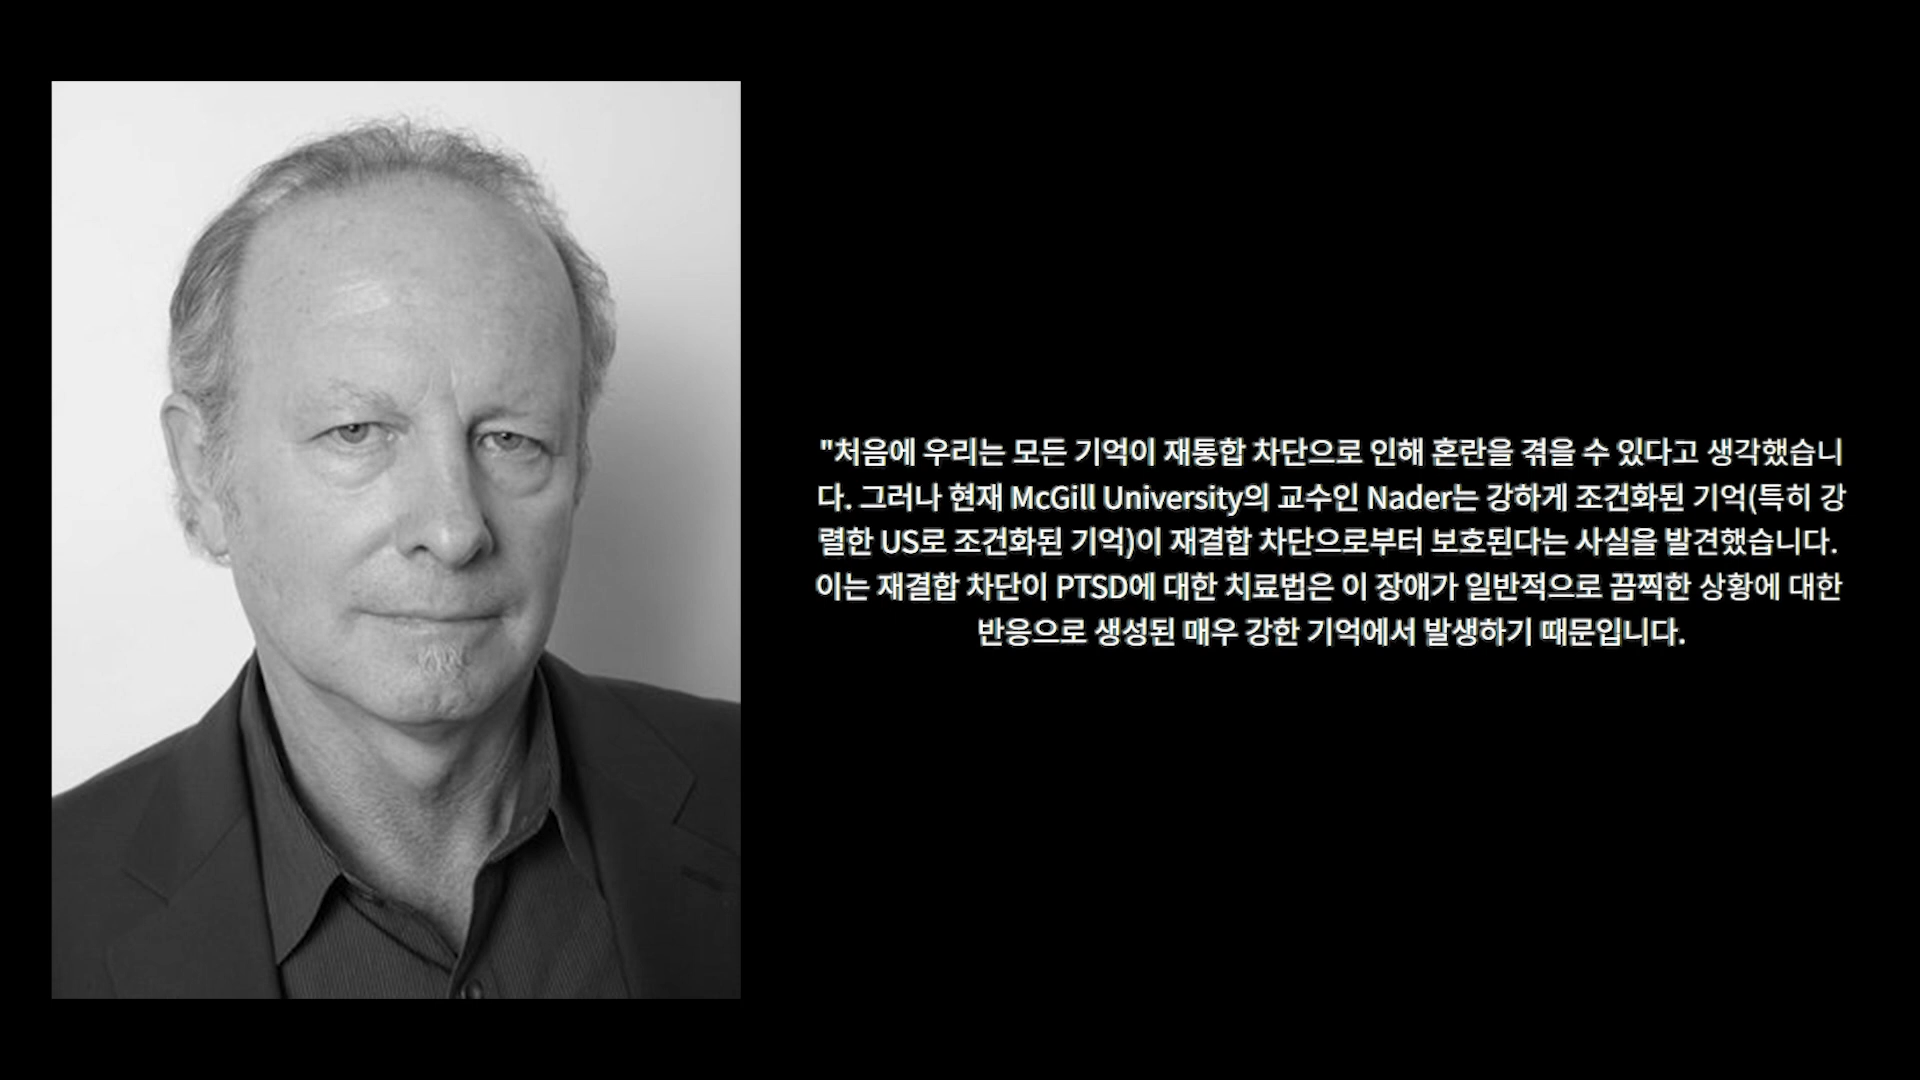 "처음에 우리는 모든 기억이 재통합 차단으로 인해 혼란을 겪을 수 있다고 생각했습니
다. 그러나 현재 McGill University의 교수인 Nader는 강하게 조건화된 기억(특히 강
렬한 US로 조건화된 기억)이 재결합 차단으로부터 보호된다는 사실을 발견했습니다.
이는 재결합 차단이 PTSD에 대한 치료법은 이 장애가 일반적으로 끔찍한 상황에 대한
반응으로 생성된 매우 강한 기억에서 발생하기 때문입니다.